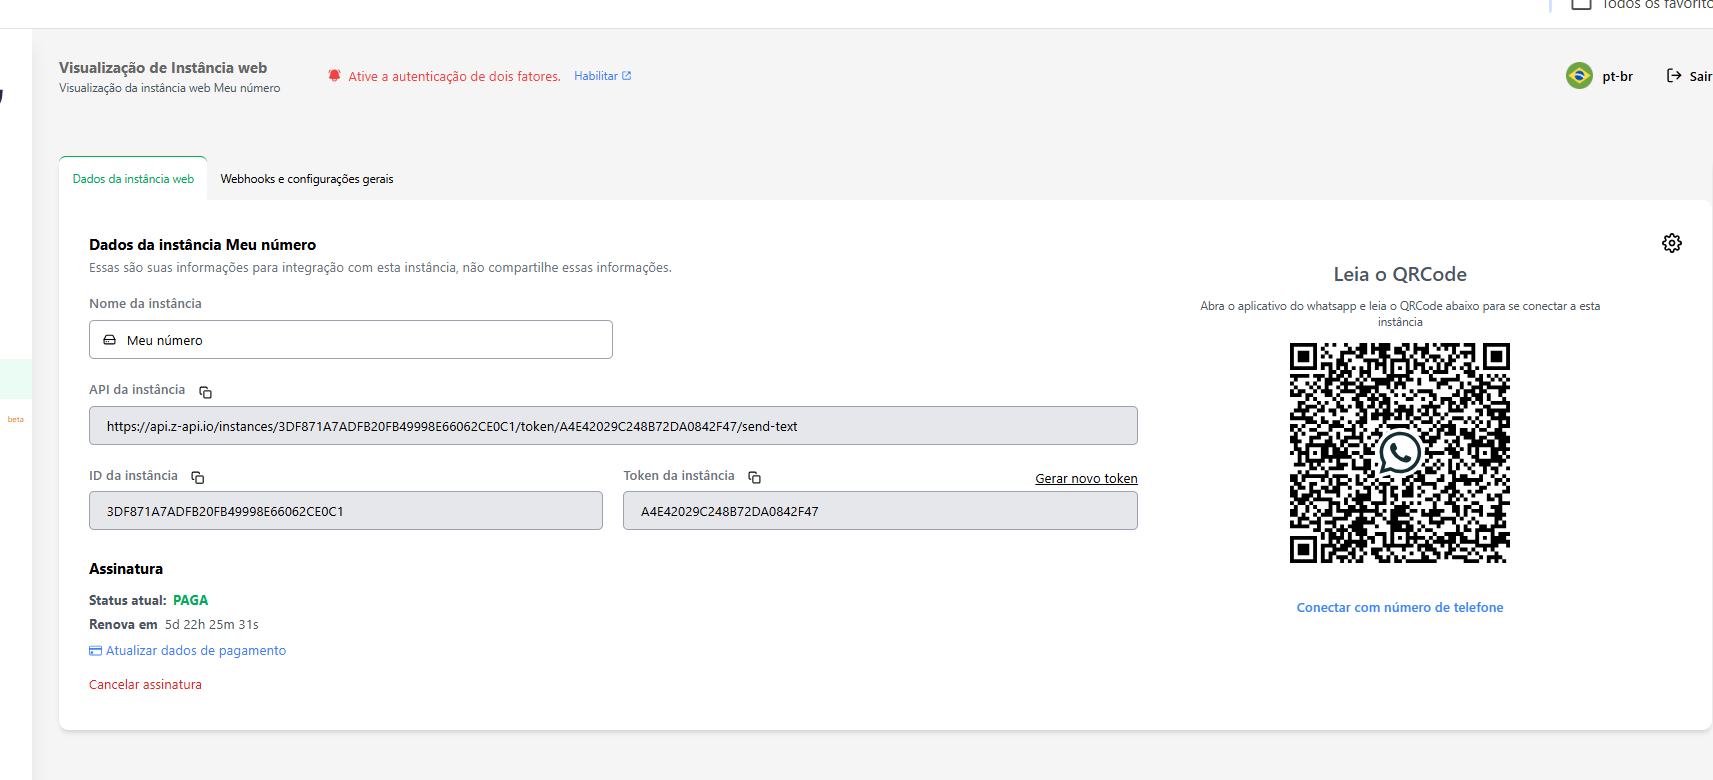 Todos os favorito
Visualização de Instância web
Visualização da instância web Meu número
Ative a autenticação de dois fatores. Habilitar
pt-br
Sair
Dados da instância web
Webhooks e configurações gerais
Dados da instância Meu número
Essas são suas informações para integração com esta instância, não compartilhe essas informações.
Nome da instância
Meu número
API da instância
https://api.z-api.io/instances/3DF871A7ADFB20FB49998E66062CE0C1/token/A4E42029C248B72DA0842F47/send-text
ID da instância
3DF871A7ADFB20FB49998E66062CE0C1
Token da instância
Gerar novo token
A4E42029C248B72DA0842F47
Assinatura
Status atual: PAGA
Renova em 5d 22h 25m 31s
Atualizar dados de pagamento
Cancelar assinatura
Leia o QRCode
Abra o aplicativo do whatsapp e leia o QRCode abaixo para se conectar a esta
instância
Conectar com número de telefone
beta